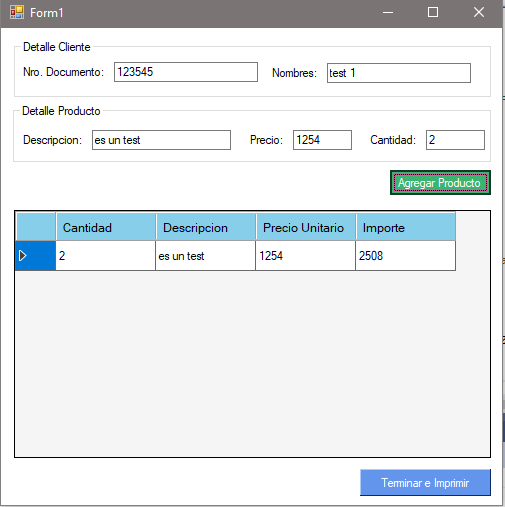 Form1
Detalle Cliente
Nro. Documento: 123545 Nombres: test 1
Detalle Producto
Descripcion: es un test Precio: 1254 Cantidad: 2
Agregar Producto
Cantidad Descripcion Precio Unitario Importe
2 es un test 1254 2508
Terminar e Imprimir